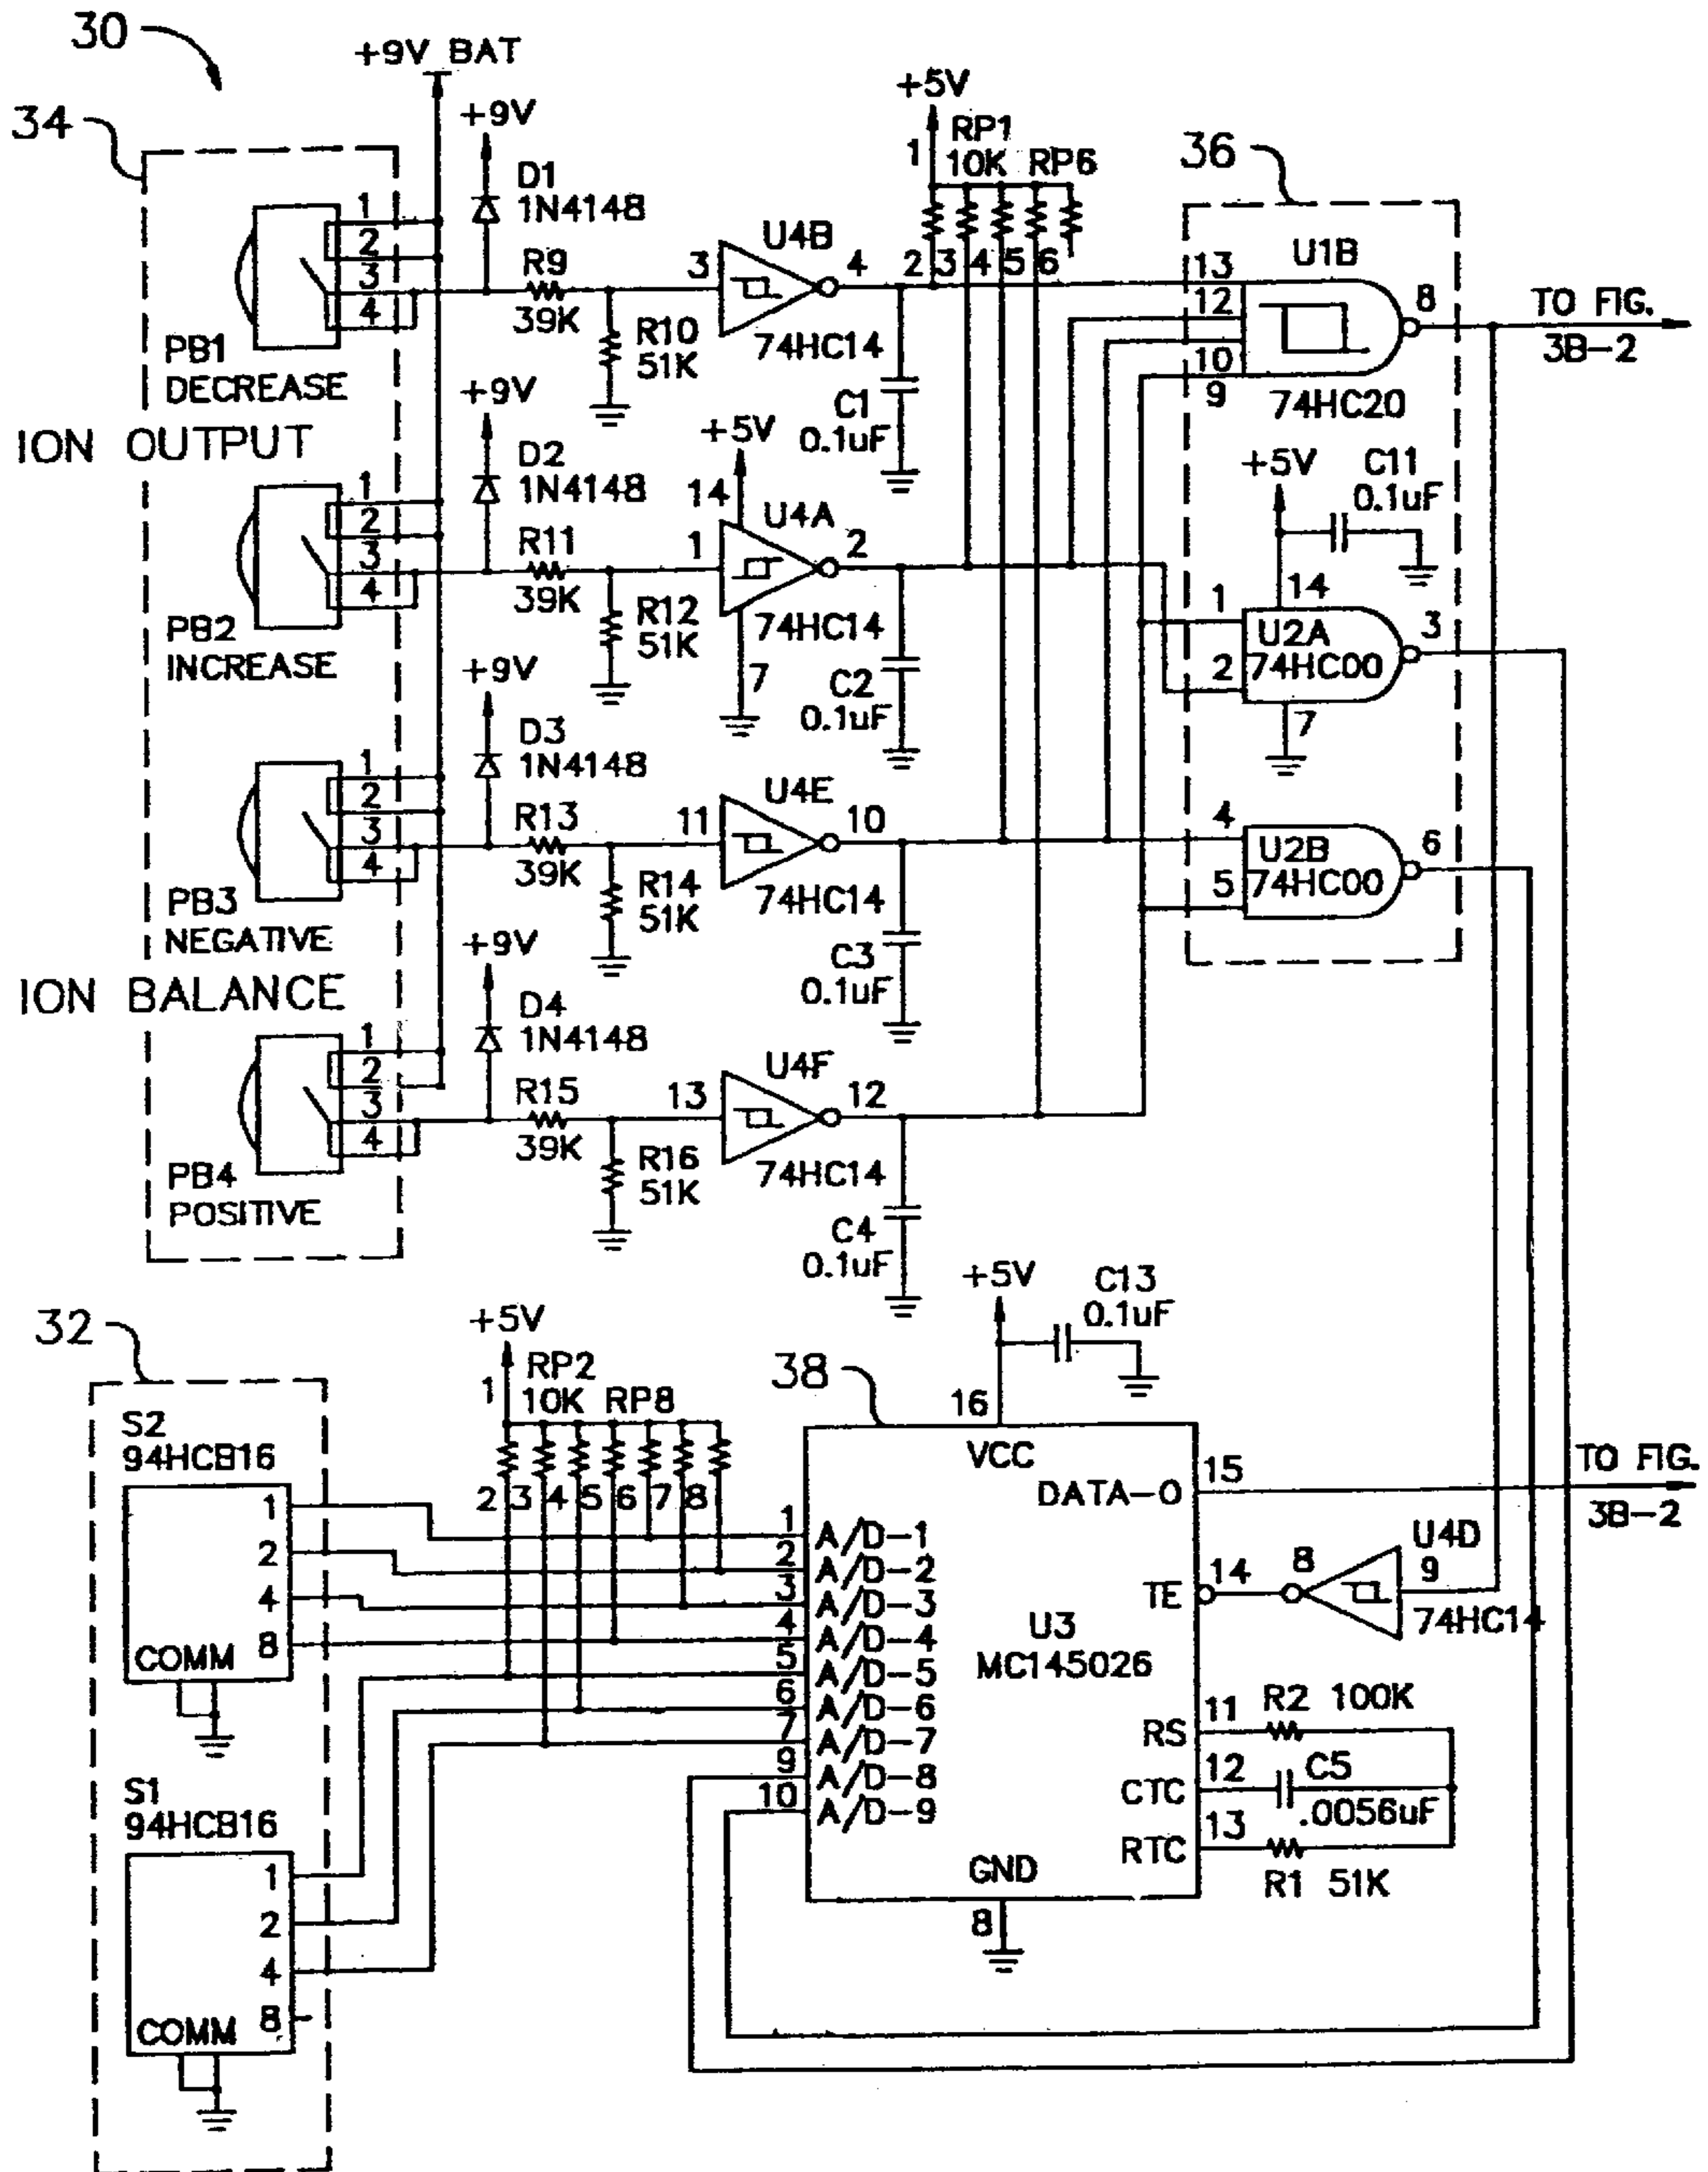 30
+9V BAT
34
+9V
+5V
RP1
10K RP6
1
36
D1
1N4148
1
2
3
4
R9
39K
R10
51K
3
U4B
4
74HC14
2 3 4 5 6
13
12
10
9
U1B
8
74HC20
TO FIG.
3B-2
PB1
DECREASE
C1
0.1uF
ION OUTPUT
+9V
+5V
+5V
C11
0.1uF
D2
1N4148
1
2
3
4
R11
39K
R12
51K
14
1
U4A
2
74HC14
7
14
1
2
U2A
74HC00
3
7
PB2
INCREASE
C2
0.1uF
+9V
D3
1N4148
1
2
3
4
R13
39K
R14
51K
11
U4E
10
74HC14
4
5
U2B
74HC00
6
PB3
NEGATIVE
C3
0.1uF
+9V
ION BALANCE
D4
1N4148
1
2
3
4
R15
39K
R16
51K
13
U4F
12
74HC14
PB4
POSITIVE
C4
0.1uF
+5V
C13
0.1uF
32
+5V
RP2
10K RP8
1
38
16
S2
94HCB16
2 3 4 5 6 7 8
VCC
DATA-O
15
TO FIG.
3B-2
1
2
4
8
COMM
1
2
3
4
5
6
7
9
10
A/D-1
A/D-2
A/D-3
A/D-4
A/D-5
A/D-6
A/D-7
A/D-8
A/D-9
U3
MC145026
TE
14
8
U4D
9
74HC14
RS
11
R2 100K
CTC
12
C5
.0056uF
RTC
13
R1 51K
GND
8
S1
94HCB16
1
2
4
8
COMM